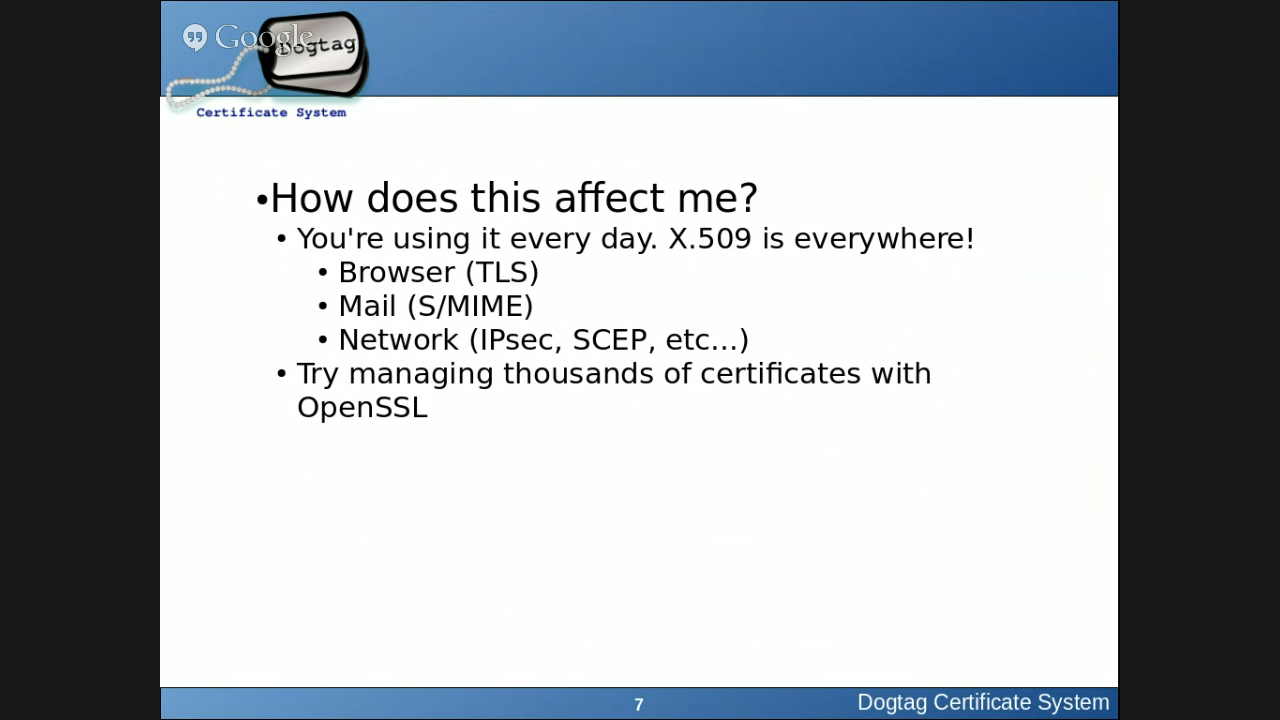 Google
Dogtag
Certificate System
•How does this affect me?
• You're using it every day. X.509 is everywhere!
• Browser (TLS)
• Mail (S/MIME)
• Network (IPsec, SCEP, etc...)
• Try managing thousands of certificates with
OpenSSL
7
Dogtag Certificate System